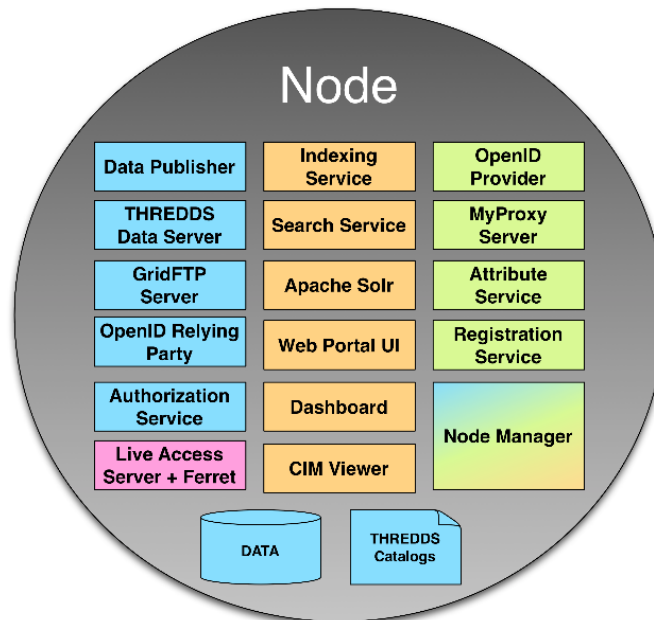 Node
Data Publisher
Indexing
Service
OpenID
Provider
THREDDS
Data Server
Search Service
MyProxy
Server
GridFTP
Server
Apache Solr
Attribute
Service
OpenID Relying
Party
Web Portal UI
Registration
Service
Authorization
Service
Dashboard
Node Manager
Live Access
Server + Ferret
CIM Viewer
DATA
THREDDS
Catalogs